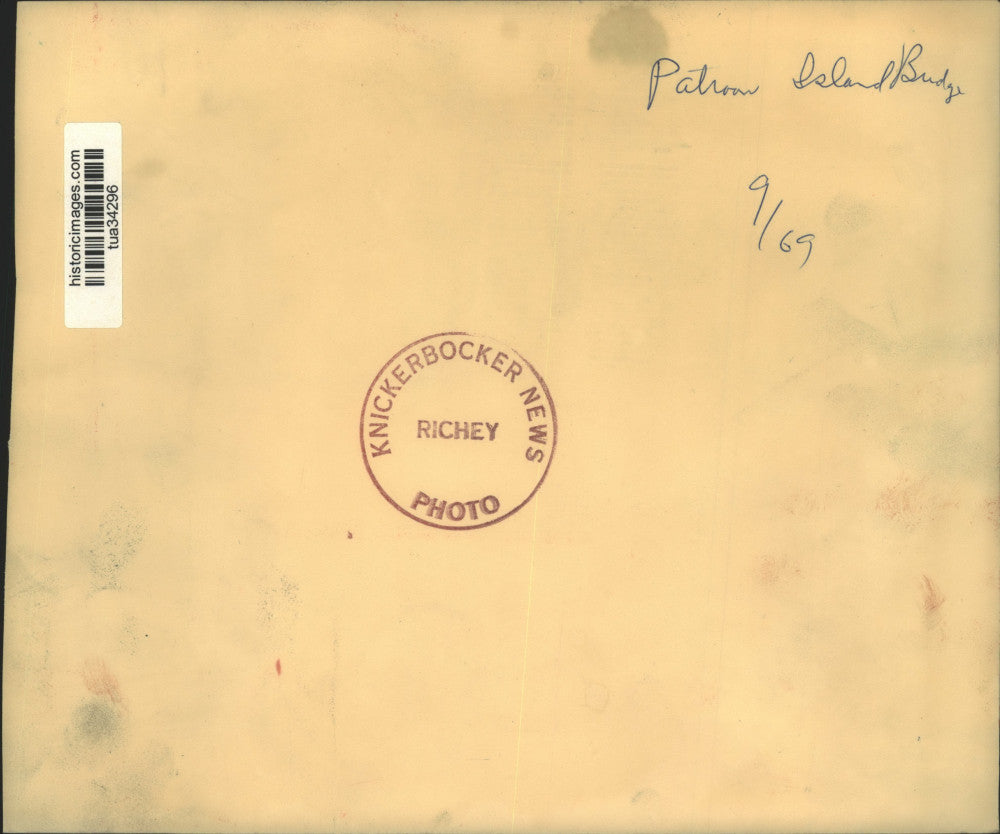 Patroon Island Bridge
9/69
historicimages.com
tua34296
KNICKERBOCKER NEWS
RICHEY
PHOTO